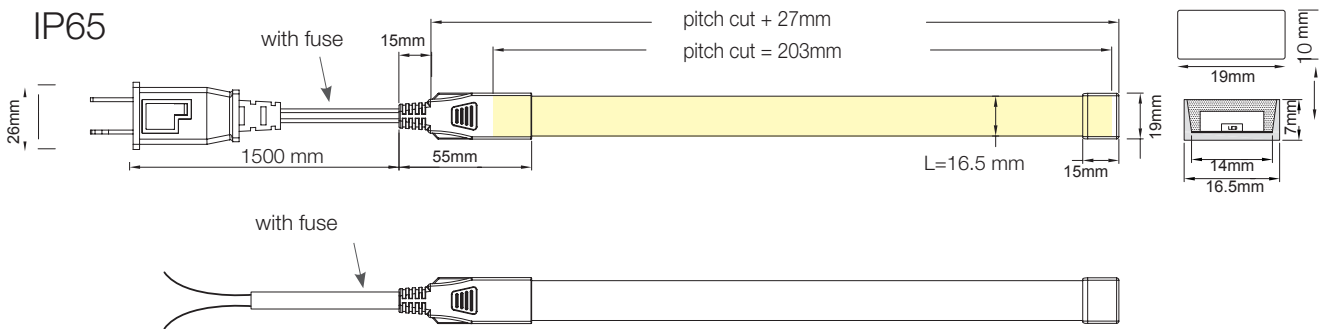 IP65
pitch cut + 27mm
with fuse
15mm
pitch cut = 203mm
10 mm
19mm
26mm
19mm
7mm
1500 mm
55mm
L=16.5 mm
15mm
14mm
16.5mm
with fuse